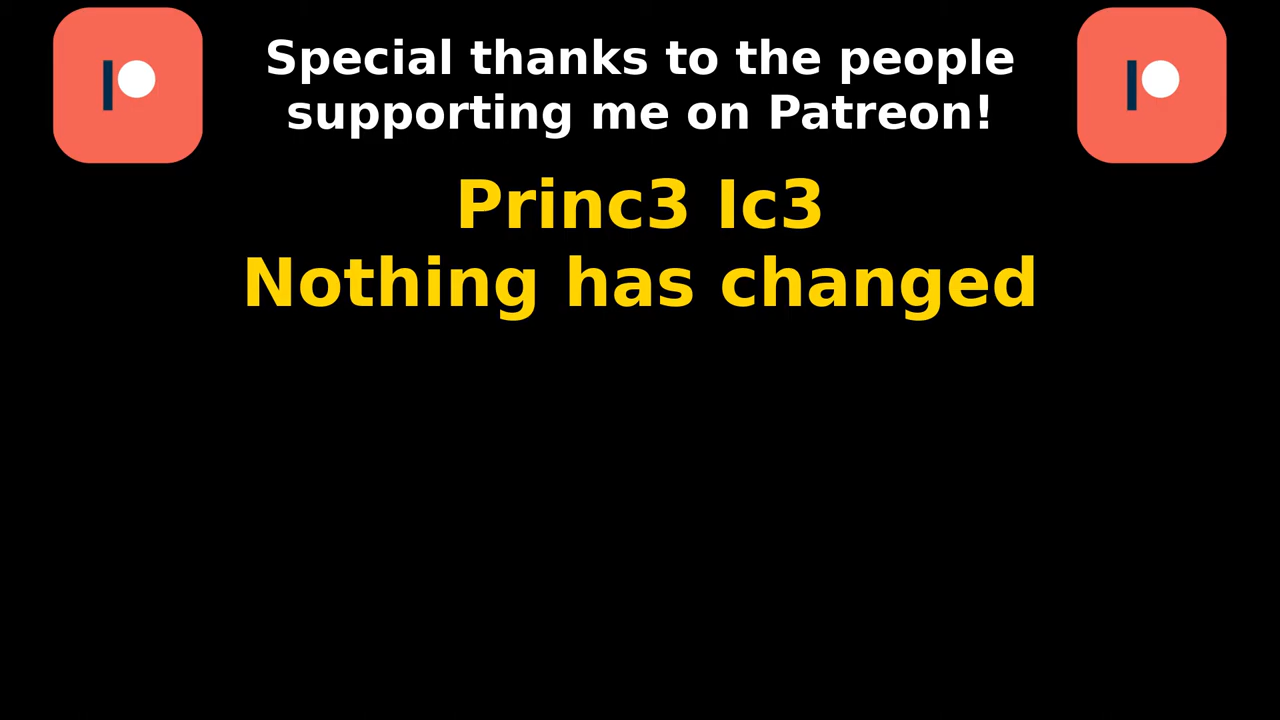 Special thanks to the people
supporting me on Patreon!
Princ3 Ic3
Nothing has changed